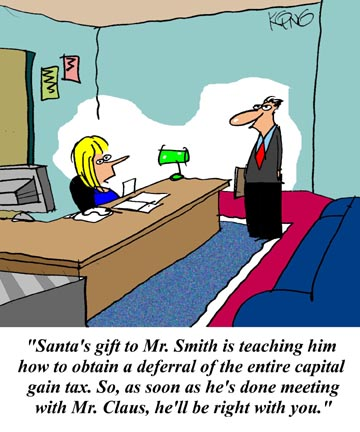 KONG
"Santa's gift to Mr. Smith is teaching him
how to obtain a deferral of the entire capital
gain tax. So, as soon as he's done meeting
with Mr. Claus, he'll be right with you."